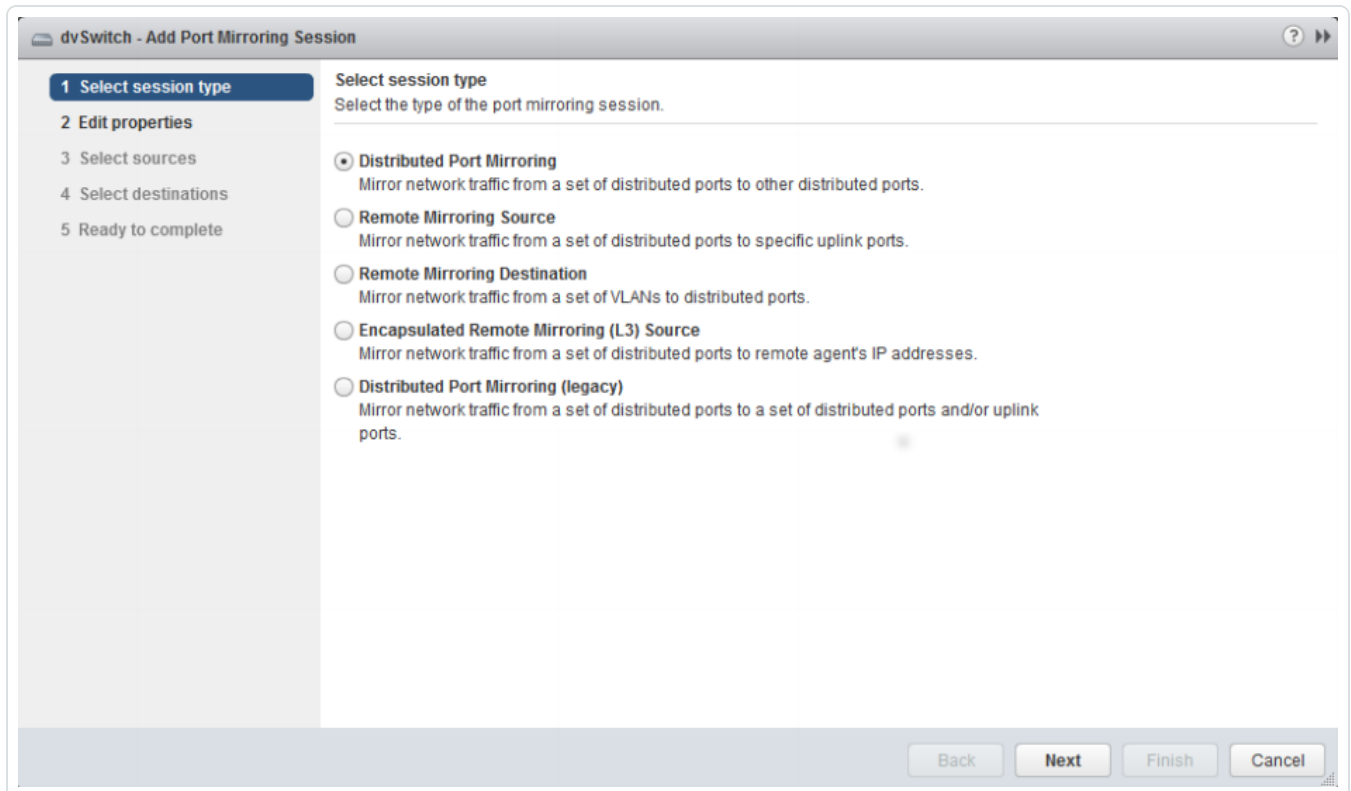 dvSwitch - Add Port Mirroring Session
?
1 Select session type
2 Edit properties
3 Select sources
4 Select destinations
5 Ready to complete
Select session type
Select the type of the port mirroring session.
Distributed Port Mirroring
Mirror network traffic from a set of distributed ports to other distributed ports.
Remote Mirroring Source
Mirror network traffic from a set of distributed ports to specific uplink ports.
Remote Mirroring Destination
Mirror network traffic from a set of VLANs to distributed ports.
Encapsulated Remote Mirroring (L3) Source
Mirror network traffic from a set of distributed ports to remote agent's IP addresses.
Distributed Port Mirroring (legacy)
Mirror network traffic from a set of distributed ports to a set of distributed ports and/or uplink
ports.
Back Next Finish Cancel